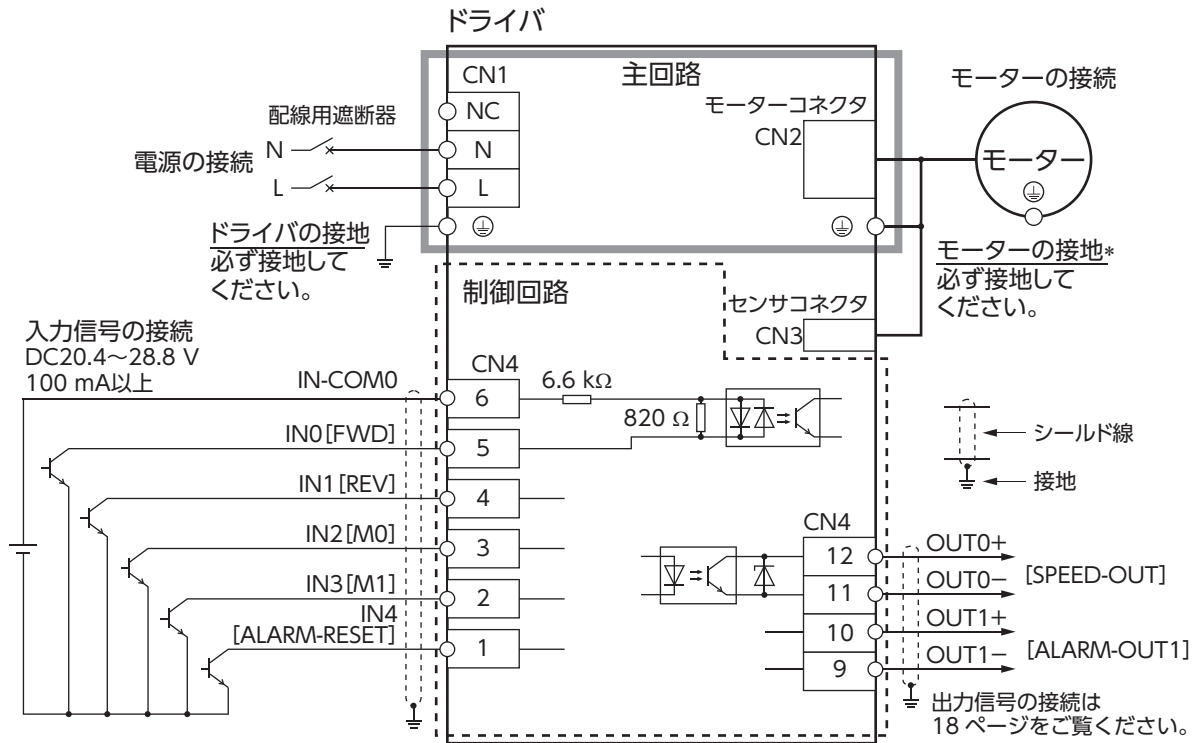 ドライバ
CN1
主回路
モーターの接続
NC
モーターコネクタ
配線用遮断器
CN2
電源の接続
N
N
モーター
L
L
ドライバの接地
必ず接地して
ください。
モーターの接地*
必ず接地して
ください。
制御回路
センサコネクタ
CN3
入力信号の接続
DC20.4～28.8 V
100 mA以上
CN4
IN-COM0
6
6.6 kΩ
820 Ω
IN0[FWD]
5
シールド線
接地
IN1[REV]
4
IN2[M0]
3
CN4
12
OUT0+
11
OUT0−
[SPEED-OUT]
IN3[M1]
2
IN4
[ALARM-RESET]
1
10
OUT1+
9
OUT1−
[ALARM-OUT1]
出力信号の接続は
18 ページをご覧ください。